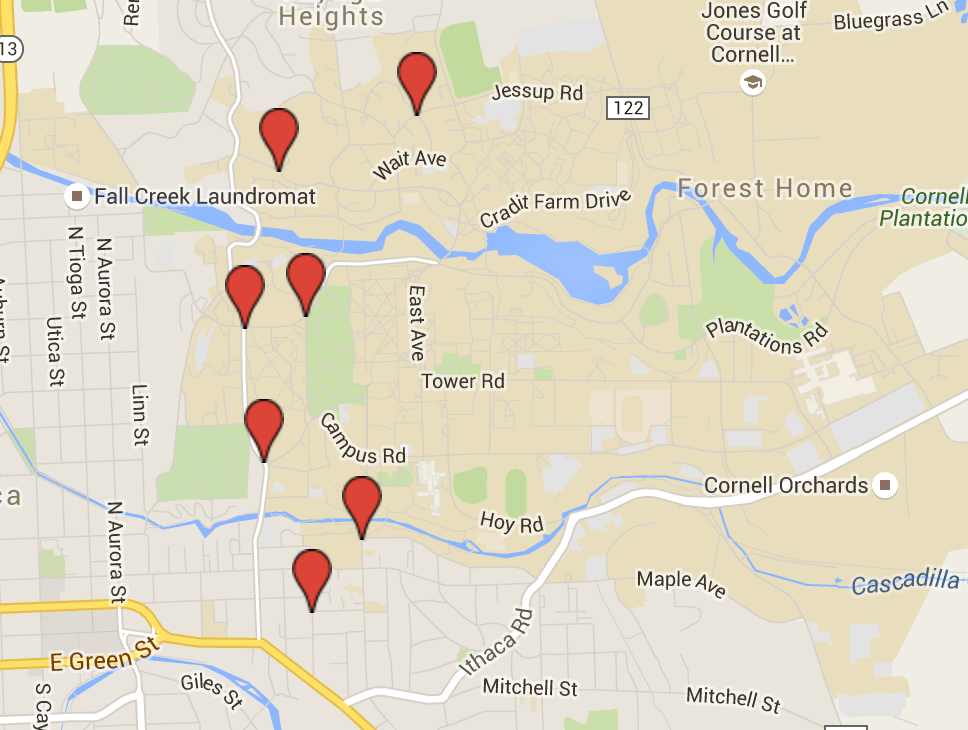 Heights
Jones Golf
Course at
Cornell...
Bluegrass Ln
13
Jessup Rd
122
Wait Ave
Fall Creek Laundromat
Cradit Farm Drive
Forest Home
Cornell
Plantatio
N Tioga St
N Aurora St
Utica St
East Ave
Plantations Rd
Tower Rd
Linn St
Campus Rd
Cornell Orchards
ca
N Aurora St
Hoy Rd
Maple Ave
Cascadilla
E Green St
Ithaca Rd
Giles St
S Cay
Mitchell St
Mitchell St